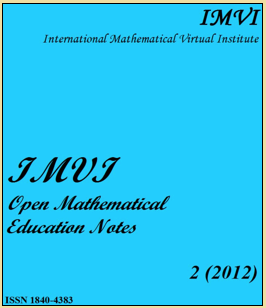 IMVI
International Mathematical Virtual Institute
IMVI
Open Mathematical
Education Notes
2 (2012)
ISSN 1840-4383